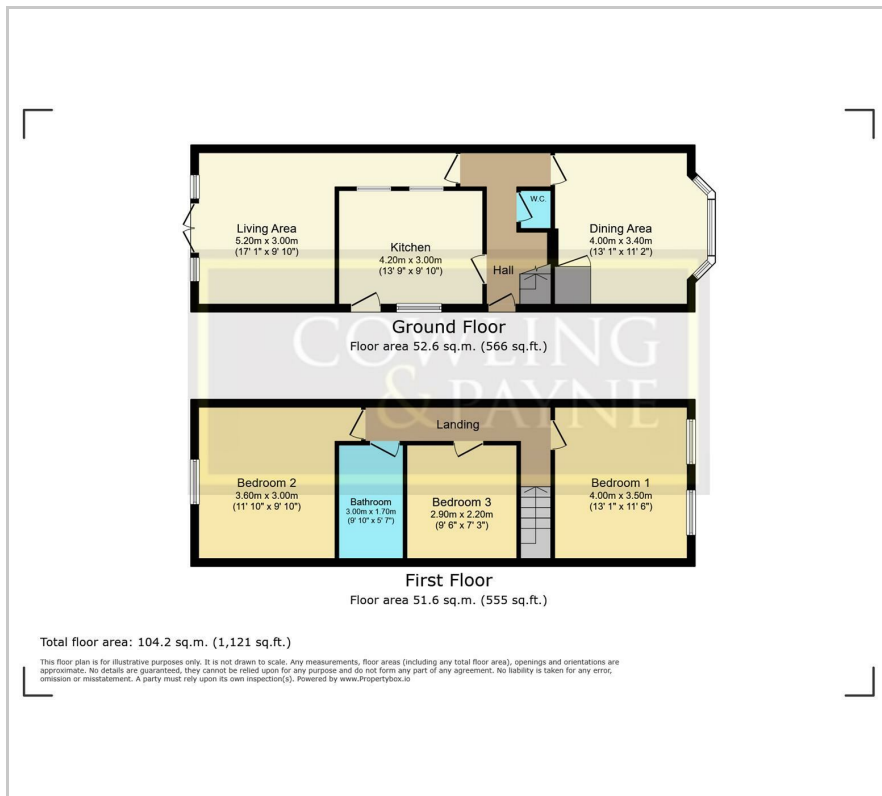 W.C.
Living Area
5.20m x 3.00m
(17' 1" x 9' 10")
Kitchen
4.20m x 3.00m
(13' 9" x 9' 10")
Hall
Dining Area
4.00m x 3.40m
(13' 1" x 11' 2")
Ground Floor
Floor area 52.6 sq.m. (566 sq.ft.)
COWLING
& PAYNE
Landing
Bedroom 2
3.60m x 3.00m
(11' 10" x 9' 10")
Bathroom
3.00m x 1.70m
(9' 10" x 5' 7")
Bedroom 3
2.90m x 2.20m
(9' 6" x 7' 3")
Bedroom 1
4.00m x 3.50m
(13' 1" x 11' 6")
First Floor
Floor area 51.6 sq.m. (555 sq.ft.)
Total floor area: 104.2 sq.m. (1,121 sq.ft.)
This floor plan is for illustrative purposes only. It is not drawn to scale. Any measurements, floor areas (including any total floor area), openings and orientations are
approximate. No details are guaranteed, they cannot be relied upon for any purpose and do not form any part of any agreement. No liability is taken for any error,
omission or misstatement. A party must rely upon its own inspection(s). Powered by www.Propertybox.io